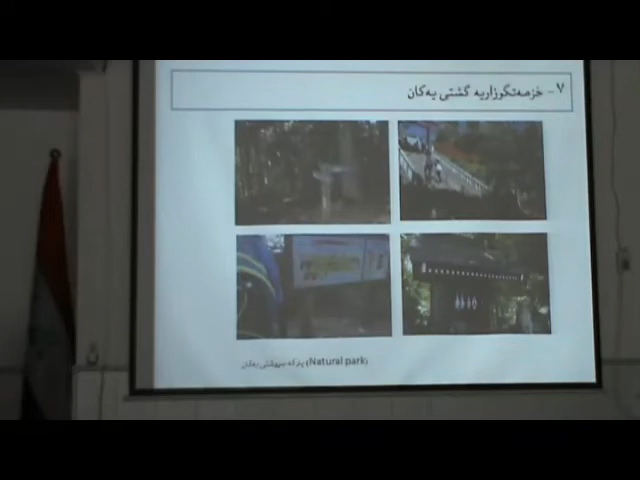 ٧- خزمەتگوزاریە گشتی یەکان
(Natural park) پارکە سروشتی یەکان